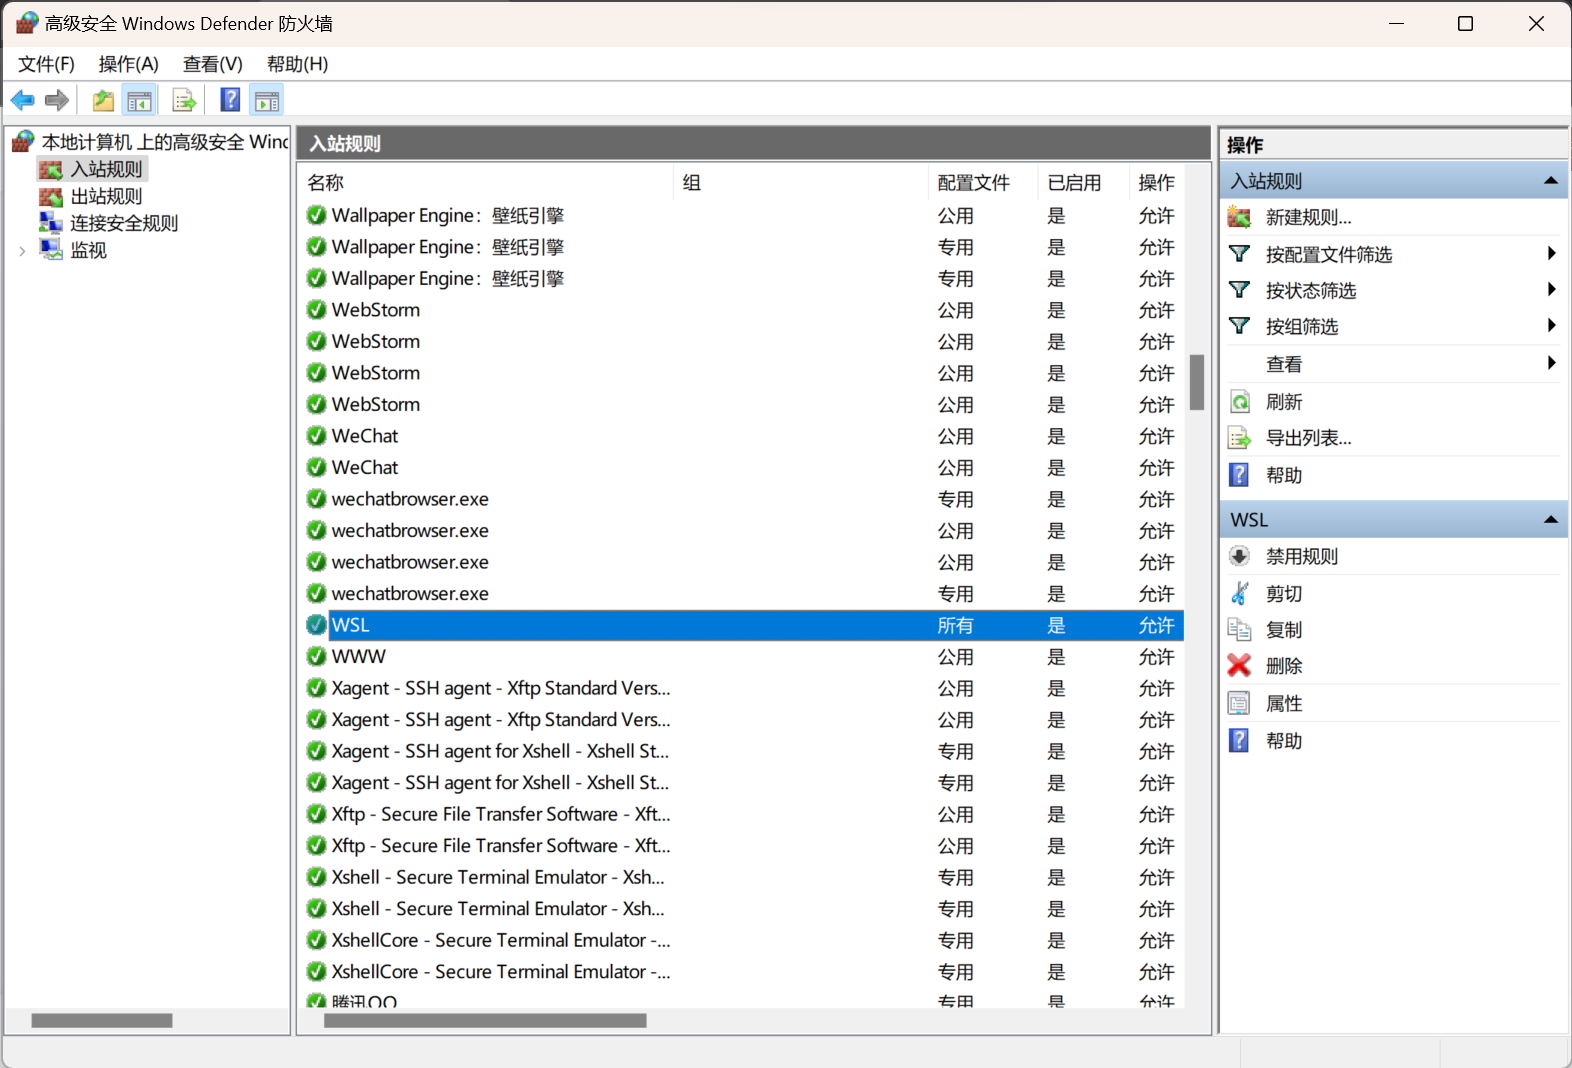 高级安全 Windows Defender 防火墙
文件(F) 操作(A) 查看(V) 帮助(H)
本地计算机 上的高级安全 Wind
入站规则
出站规则
连接安全规则
监视
入站规则
名称 组 配置文件 已启用 操作
Wallpaper Engine：壁纸引擎 公用 是 允许
Wallpaper Engine：壁纸引擎 专用 是 允许
Wallpaper Engine：壁纸引擎 专用 是 允许
WebStorm 公用 是 允许
WebStorm 公用 是 允许
WebStorm 公用 是 允许
WebStorm 公用 是 允许
WeChat 公用 是 允许
WeChat 公用 是 允许
wechatbrowser.exe 专用 是 允许
wechatbrowser.exe 公用 是 允许
wechatbrowser.exe 公用 是 允许
wechatbrowser.exe 专用 是 允许
WSL 所有 是 允许
WWW 公用 是 允许
Xagent - SSH agent - Xftp Standard Vers... 公用 是 允许
Xagent - SSH agent - Xftp Standard Vers... 公用 是 允许
Xagent - SSH agent for Xshell - Xshell St... 专用 是 允许
Xagent - SSH agent for Xshell - Xshell St... 专用 是 允许
Xftp - Secure File Transfer Software - Xft... 公用 是 允许
Xftp - Secure File Transfer Software - Xft... 公用 是 允许
Xshell - Secure Terminal Emulator - Xsh... 专用 是 允许
Xshell - Secure Terminal Emulator - Xsh... 专用 是 允许
XshellCore - Secure Terminal Emulator -... 专用 是 允许
XshellCore - Secure Terminal Emulator -... 专用 是 允许
腾讯QQ 专用 是 允许
操作
入站规则
新建规则...
按配置文件筛选
按状态筛选
按组筛选
查看
刷新
导出列表...
帮助
WSL
禁用规则
剪切
复制
删除
属性
帮助